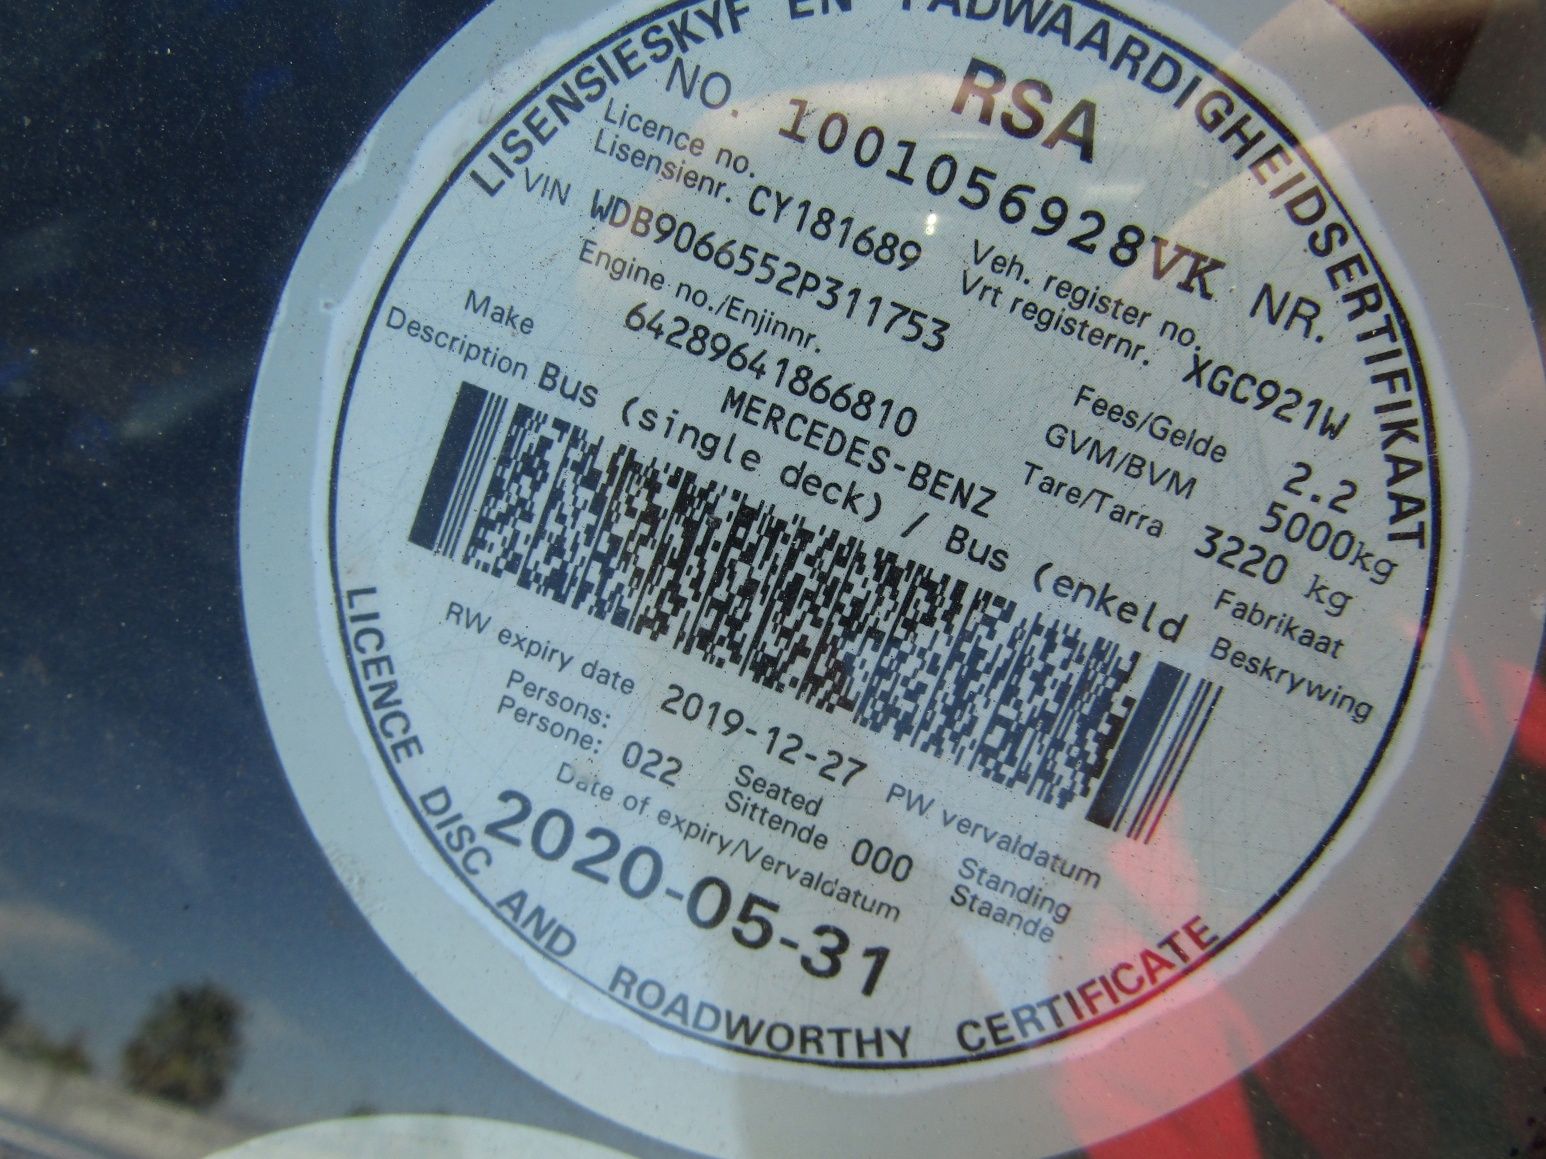 LISENSIESKYF EN PADWAARDIGHEIDSERTIFIKAAT
RSA
NO. 1001056928VK NR.
Licence no.
Lisensienr. CY181689
Veh. register no.
Vrt registernr. XGC921W
VIN WDB9066552P311753
Fees/Gelde 2.2
Engine no./Enjinnr.
64289641866810
GVM/BVM 5000kg
Tare/Tarra 3220 kg
Make MERCEDES-BENZ Fabrikaat
Description Bus (single deck) / Bus (enkeld Beskrywing
RW expiry date 2019-12-27 PW vervaldatum
Persons:
Persone: 022
Seated
Sittende 000
Standing
Staande
Date of expiry/Vervaldatum
2020-05-31
LICENCE DISC AND ROADWORTHY CERTIFICATE